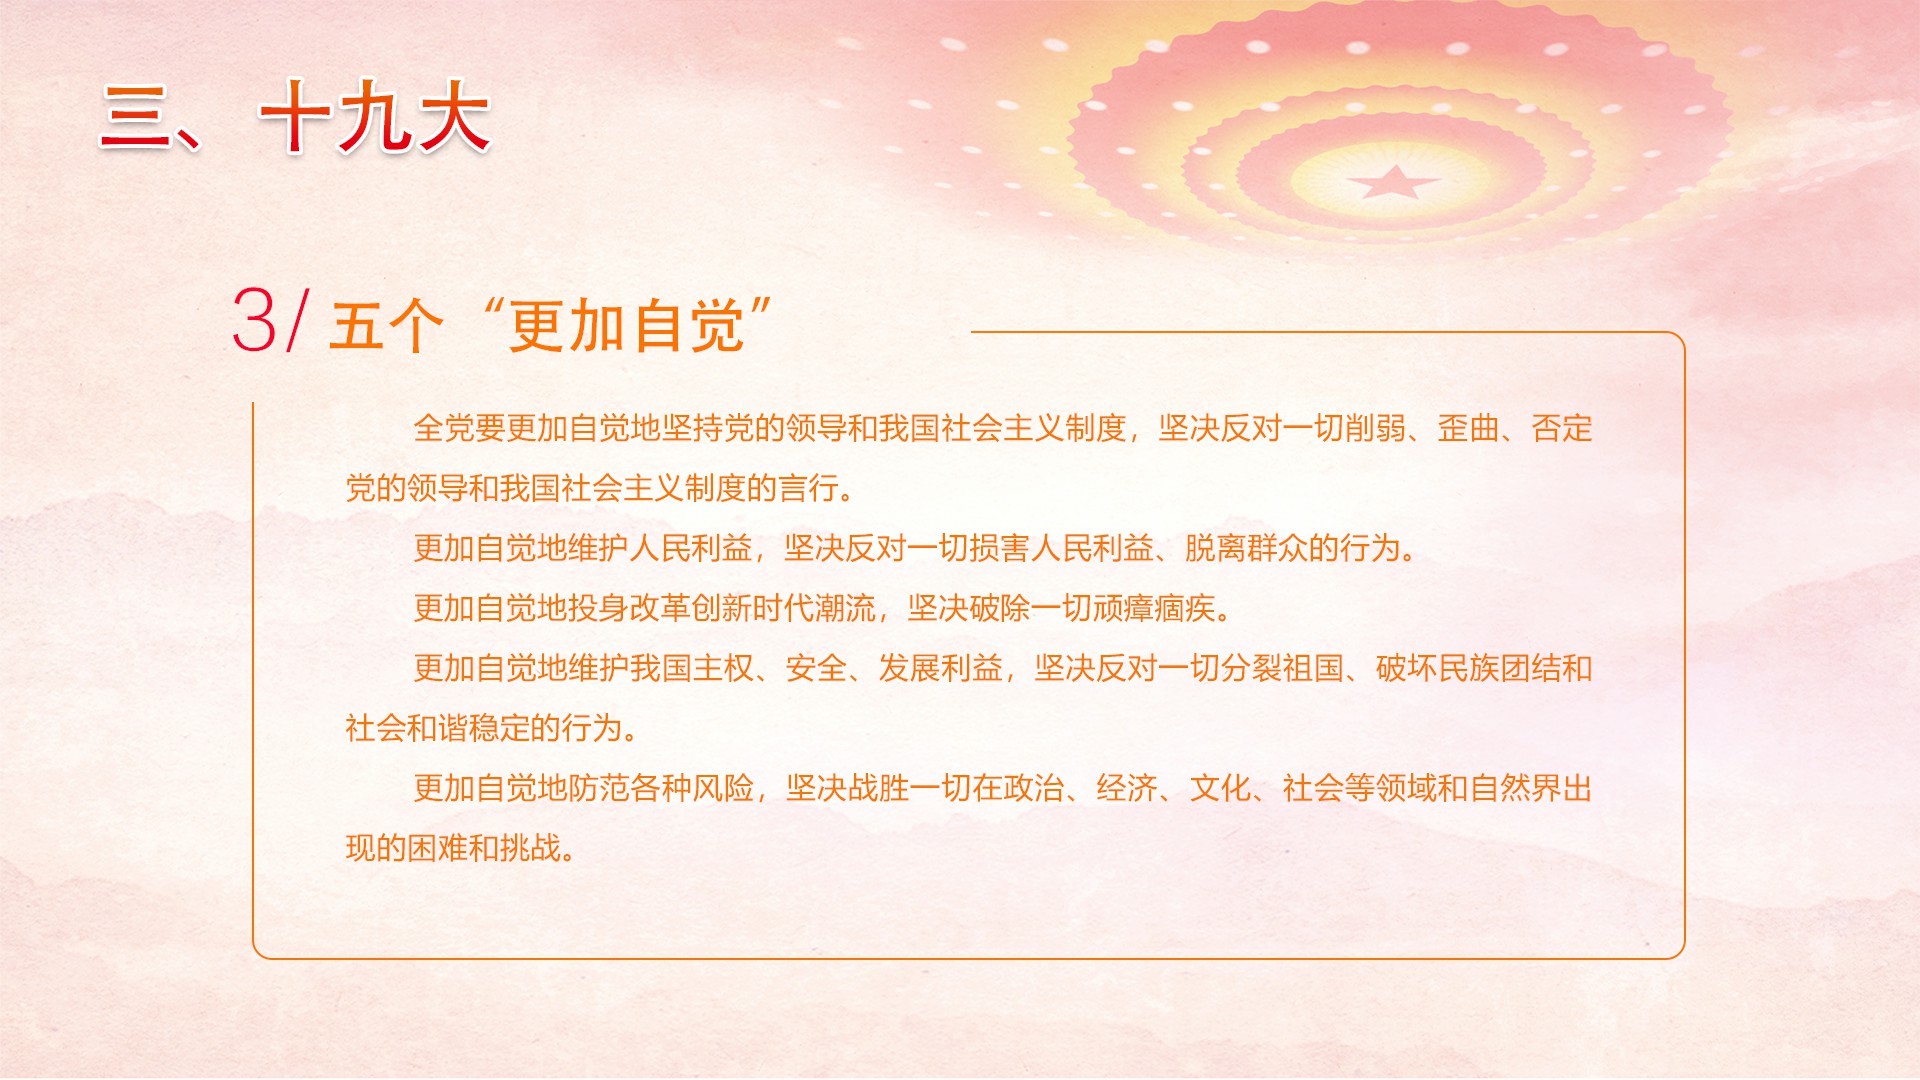 三、十九大
3/ 五个“更加自觉”
全党要更加自觉地坚持党的领导和我国社会主义制度，坚决反对一切削弱、歪曲、否定
党的领导和我国社会主义制度的言行。
更加自觉地维护人民利益，坚决反对一切损害人民利益、脱离群众的行为。
更加自觉地投身改革创新时代潮流，坚决破除一切顽瘴痼疾。
更加自觉地维护我国主权、安全、发展利益，坚决反对一切分裂祖国、破坏民族团结和
社会和谐稳定的行为。
更加自觉地防范各种风险，坚决战胜一切在政治、经济、文化、社会等领域和自然界出
现的困难和挑战。